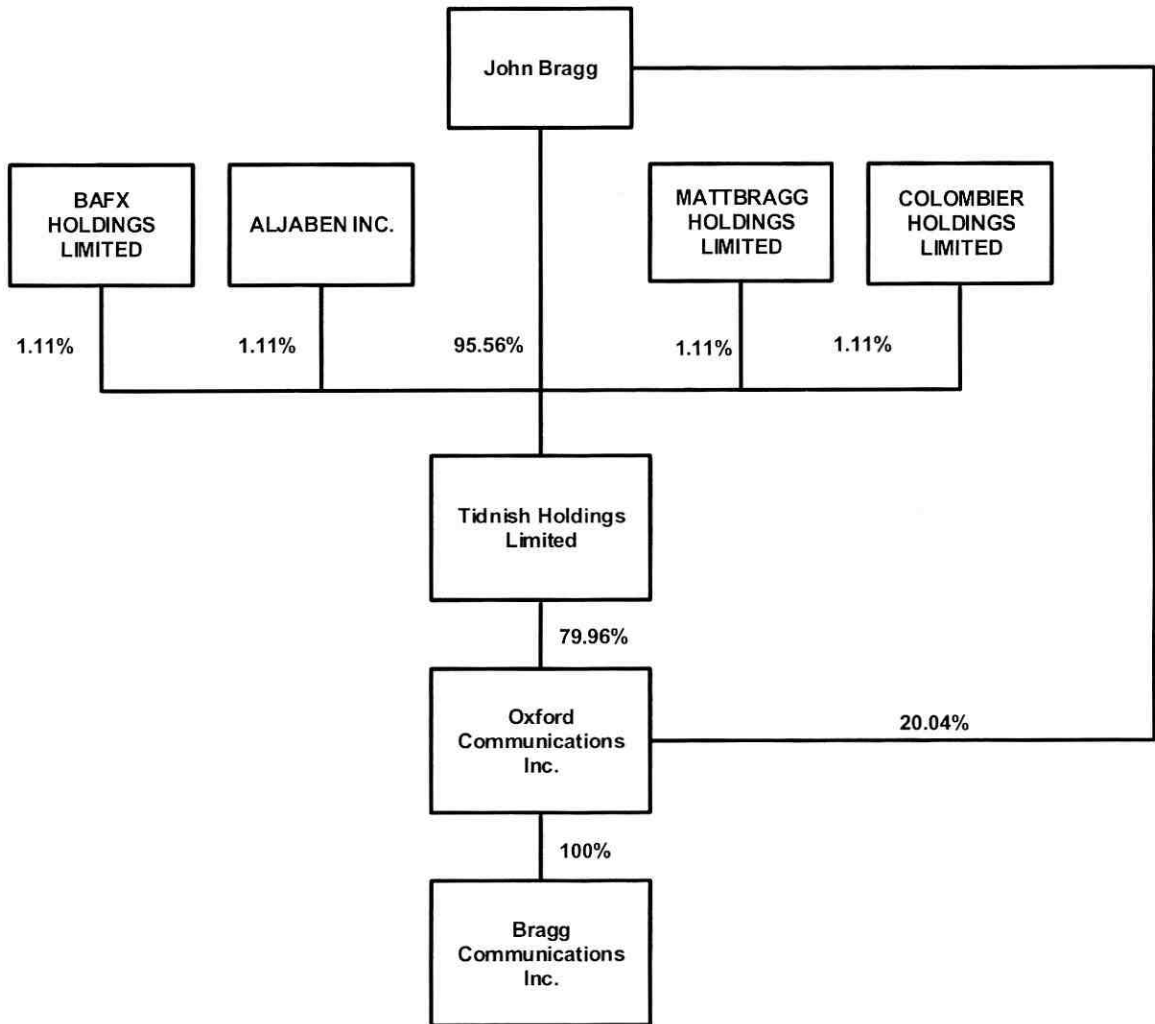 John Bragg
BAFX
HOLDINGS
LIMITED
ALJABEN INC.
MATTBRAGG
HOLDINGS
LIMITED
COLOMBIER
HOLDINGS
LIMITED
1.11%
1.11%
95.56%
1.11%
1.11%
Tidnish Holdings
Limited
79.96%
Oxford
Communications
Inc.
20.04%
100%
Bragg
Communications
Inc.